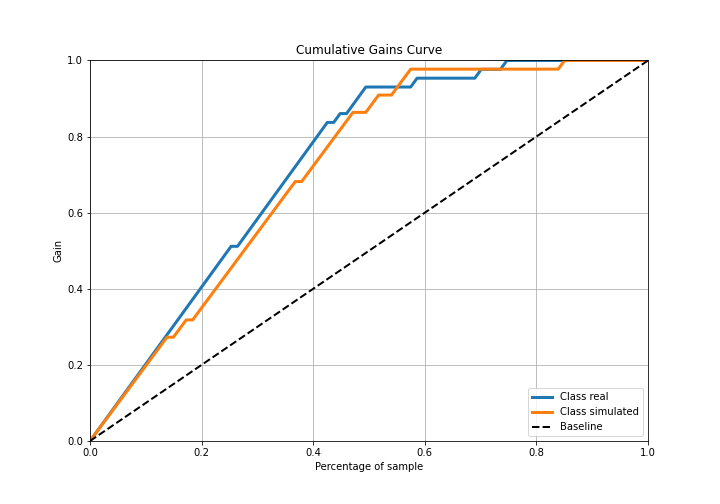 Cumulative Gains Curve
1.0
0.8
0.6
0.4
0.2
0.0
Gain
0.0 0.2 0.4 0.6 0.8 1.0
Percentage of sample
Class real
Class simulated
Baseline